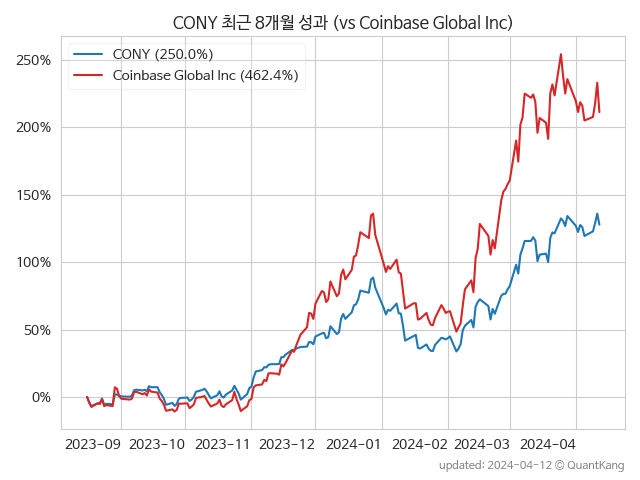 CONY 최근 8개월 성과 (vs Coinbase Global Inc)
CONY (250.0%)
Coinbase Global Inc (462.4%)
250%
200%
150%
100%
50%
0%
2023-09 2023-10 2023-11 2023-12 2024-01 2024-02 2024-03 2024-04
updated: 2024-04-12 © QuantKang